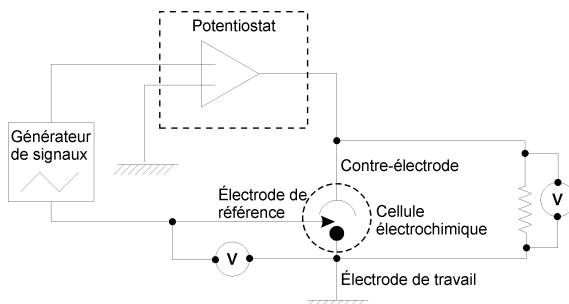 Potentiostat
Générateur
de signaux
Contre-électrode
Électrode de
référence
Cellule
électrochimique
V
V
Électrode de travail